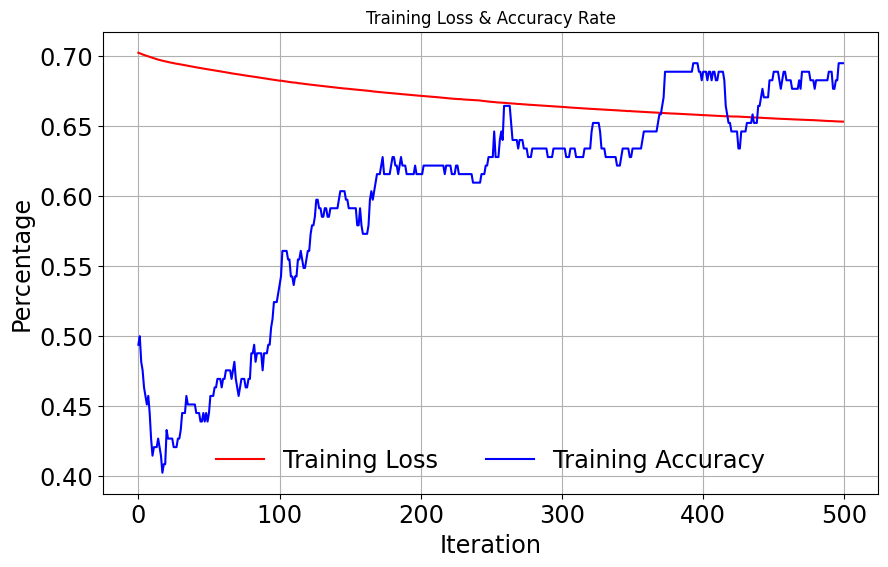 Training Loss & Accuracy Rate
Percentage
0.70
0.65
0.60
0.55
0.50
0.45
0.40
Training Loss
Training Accuracy
0
100
200
300
400
500
Iteration